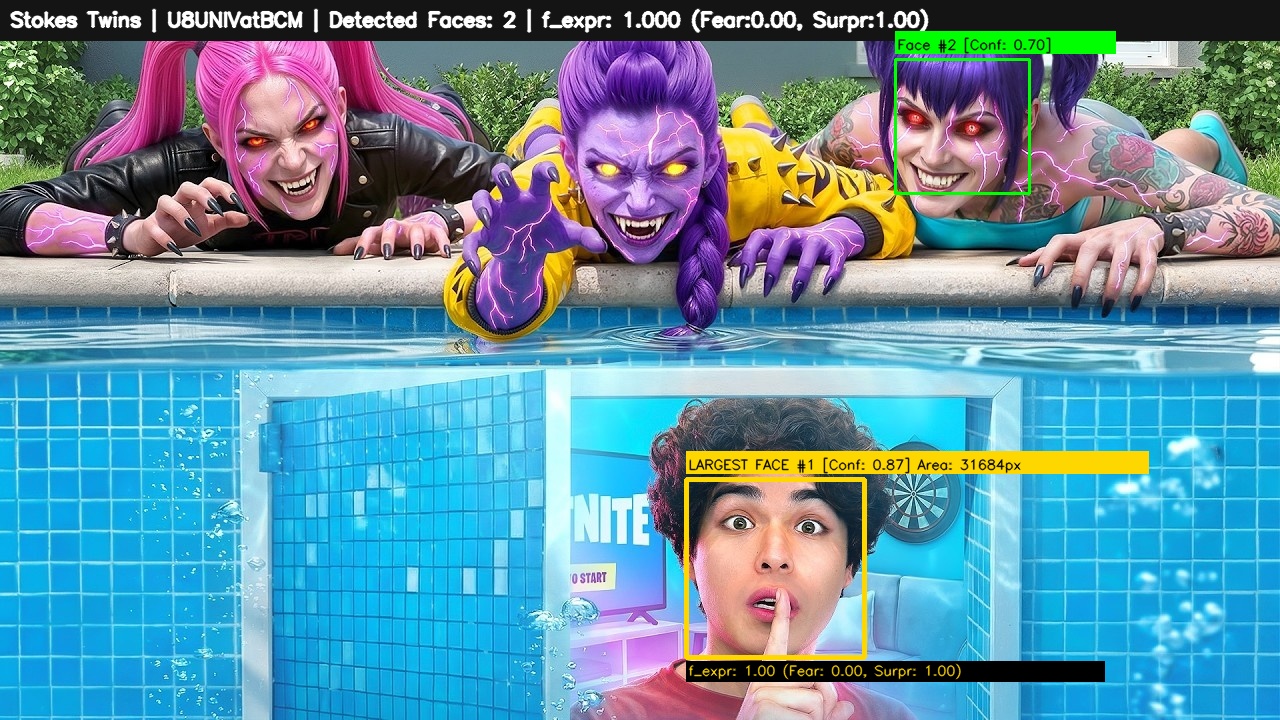 Stokes Twins | U8UNIVatBCM | Detected Faces: 2 | f_expr: 1.000 (Fear:0.00, Surpr:1.00)
Face #2 [Conf: 0.70]
LARGEST FACE #1 [Conf: 0.87] Area: 31684px
NITE
O START
f_expr: 1.00 (Fear: 0.00, Surpr: 1.00)